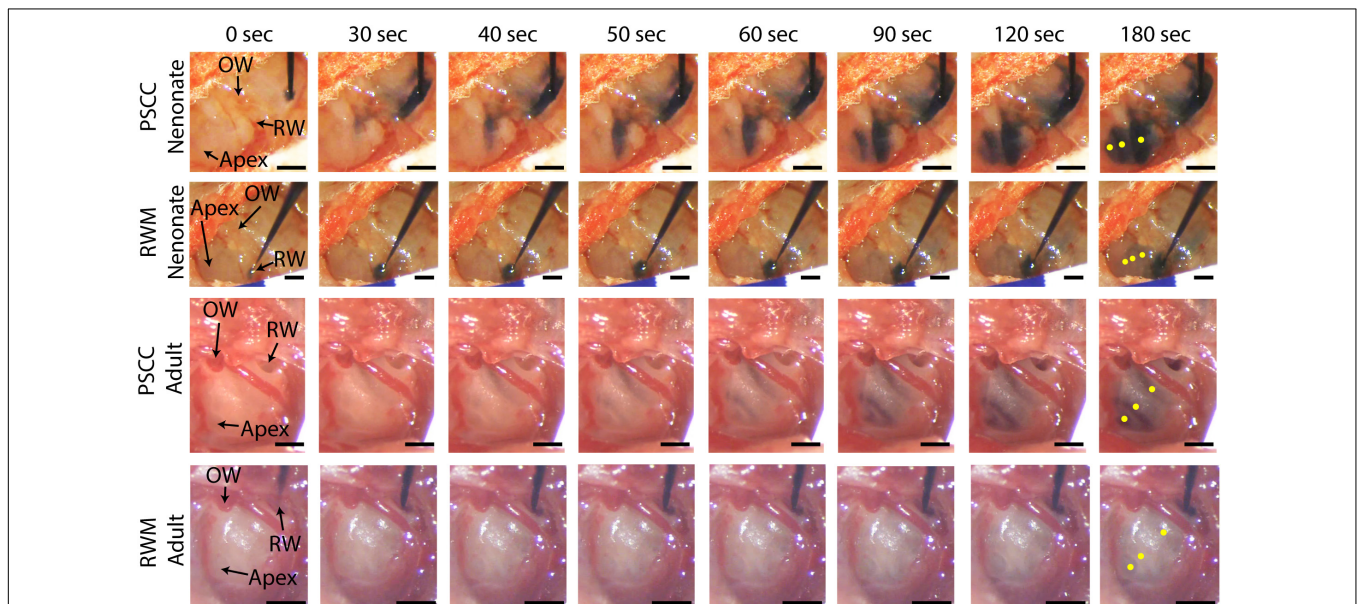 0 sec 30 sec 40 sec 50 sec 60 sec 90 sec 120 sec 180 sec
PSCC
Nenonate
OW
RW
Apex
RWM
Nenonate
Apex
OW
RW
PSCC
Adult
OW
RW
Apex
RWM
Adult
OW
RW
Apex